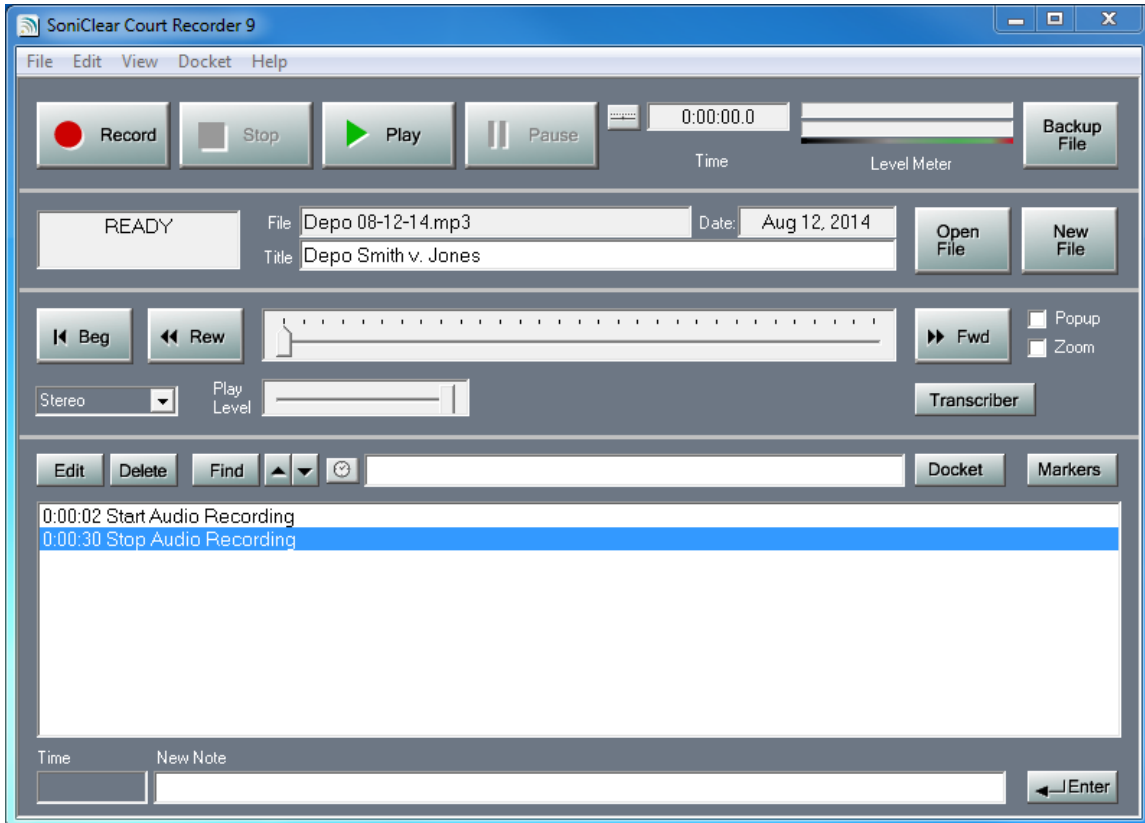 SoniClear Court Recorder 9
File Edit View Docket Help
Record Stop Play Pause 0:00:00.0 Backup File
Time Level Meter
READY File Depo 08-12-14.mp3 Date: Aug 12, 2014 Open File New File
Title Depo Smith v. Jones
Beg Rew Fwd Popup
Zoom
Stereo Play Level Transcriber
Edit Delete Find Docket Markers
0:00:02 Start Audio Recording
0:00:30 Stop Audio Recording
Time New Note
Enter